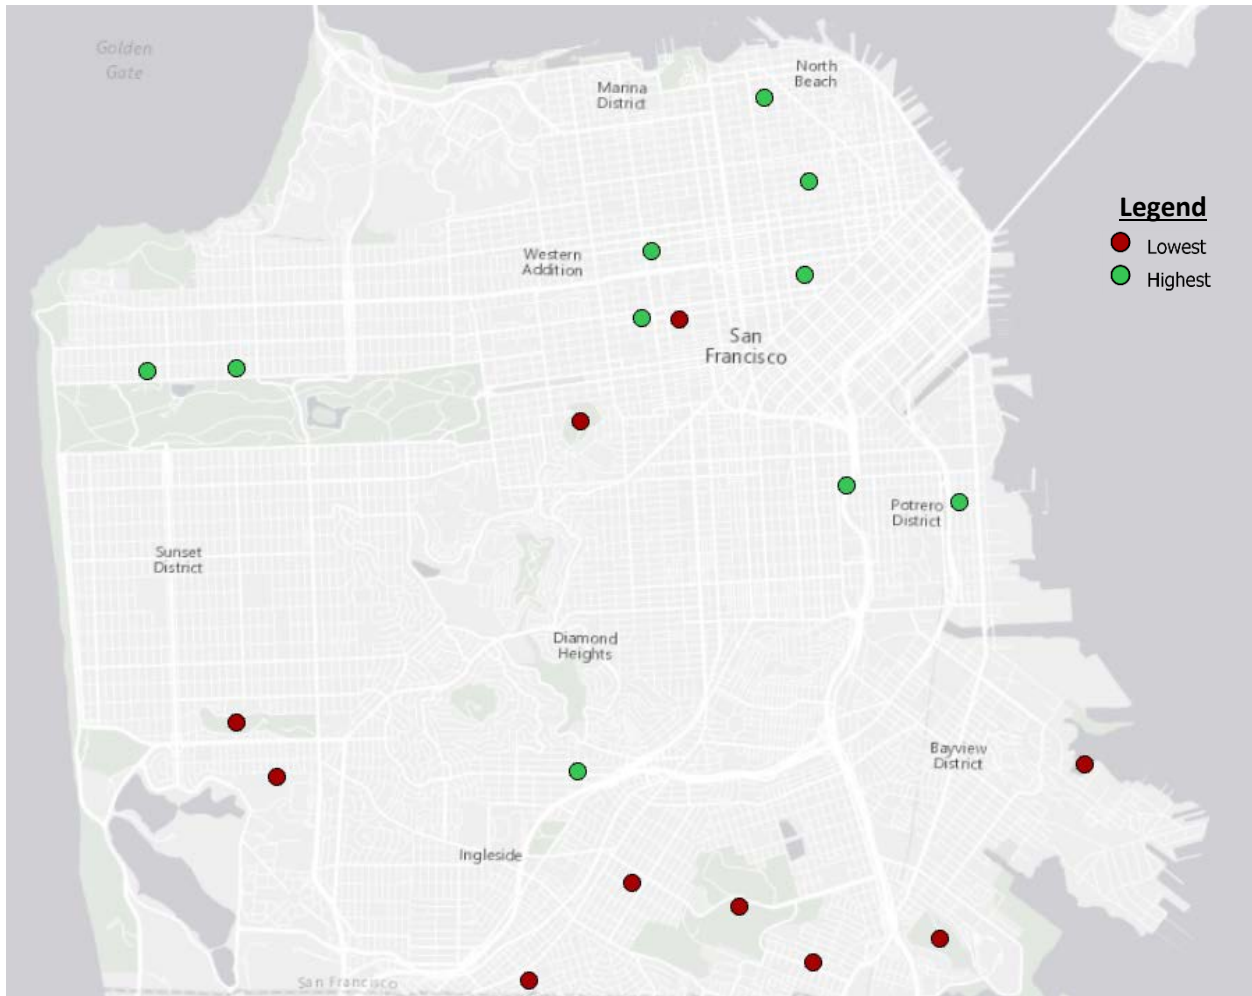 Golden
Gate
North
Beach
Marina
District
Legend
Lowest
Highest
Western
Addition
San
Francisco
Potrero
District
Sunset
District
Diamond
Heights
Bayview
District
Ingleside
San Francisco